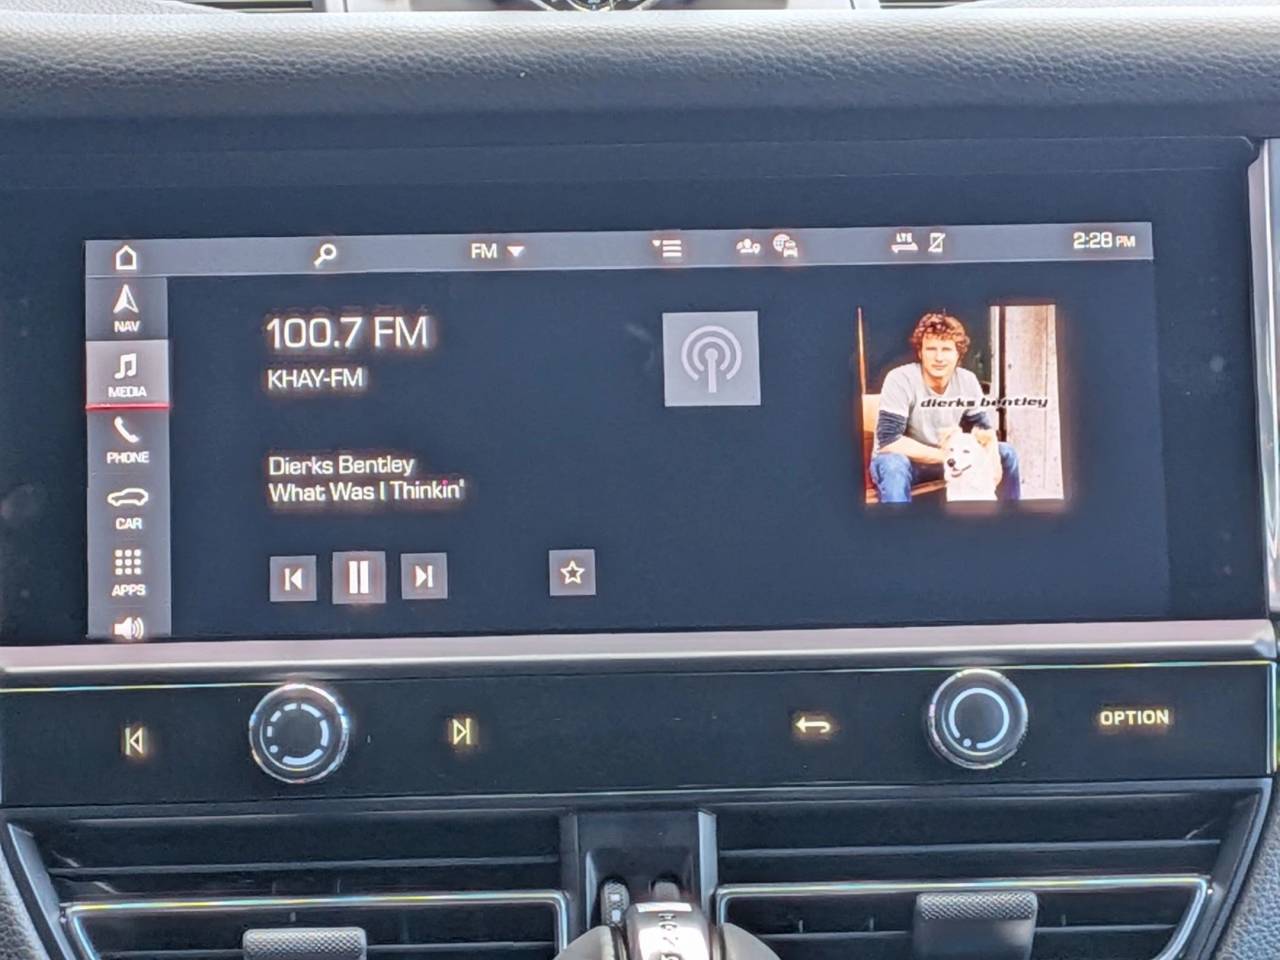 FM
LTE
2:28 PM
NAV
MEDIA
PHONE
CAR
APPS
100.7 FM
KHAY-FM
Dierks Bentley
What Was I Thinkin'
dierks bentley
OPTION